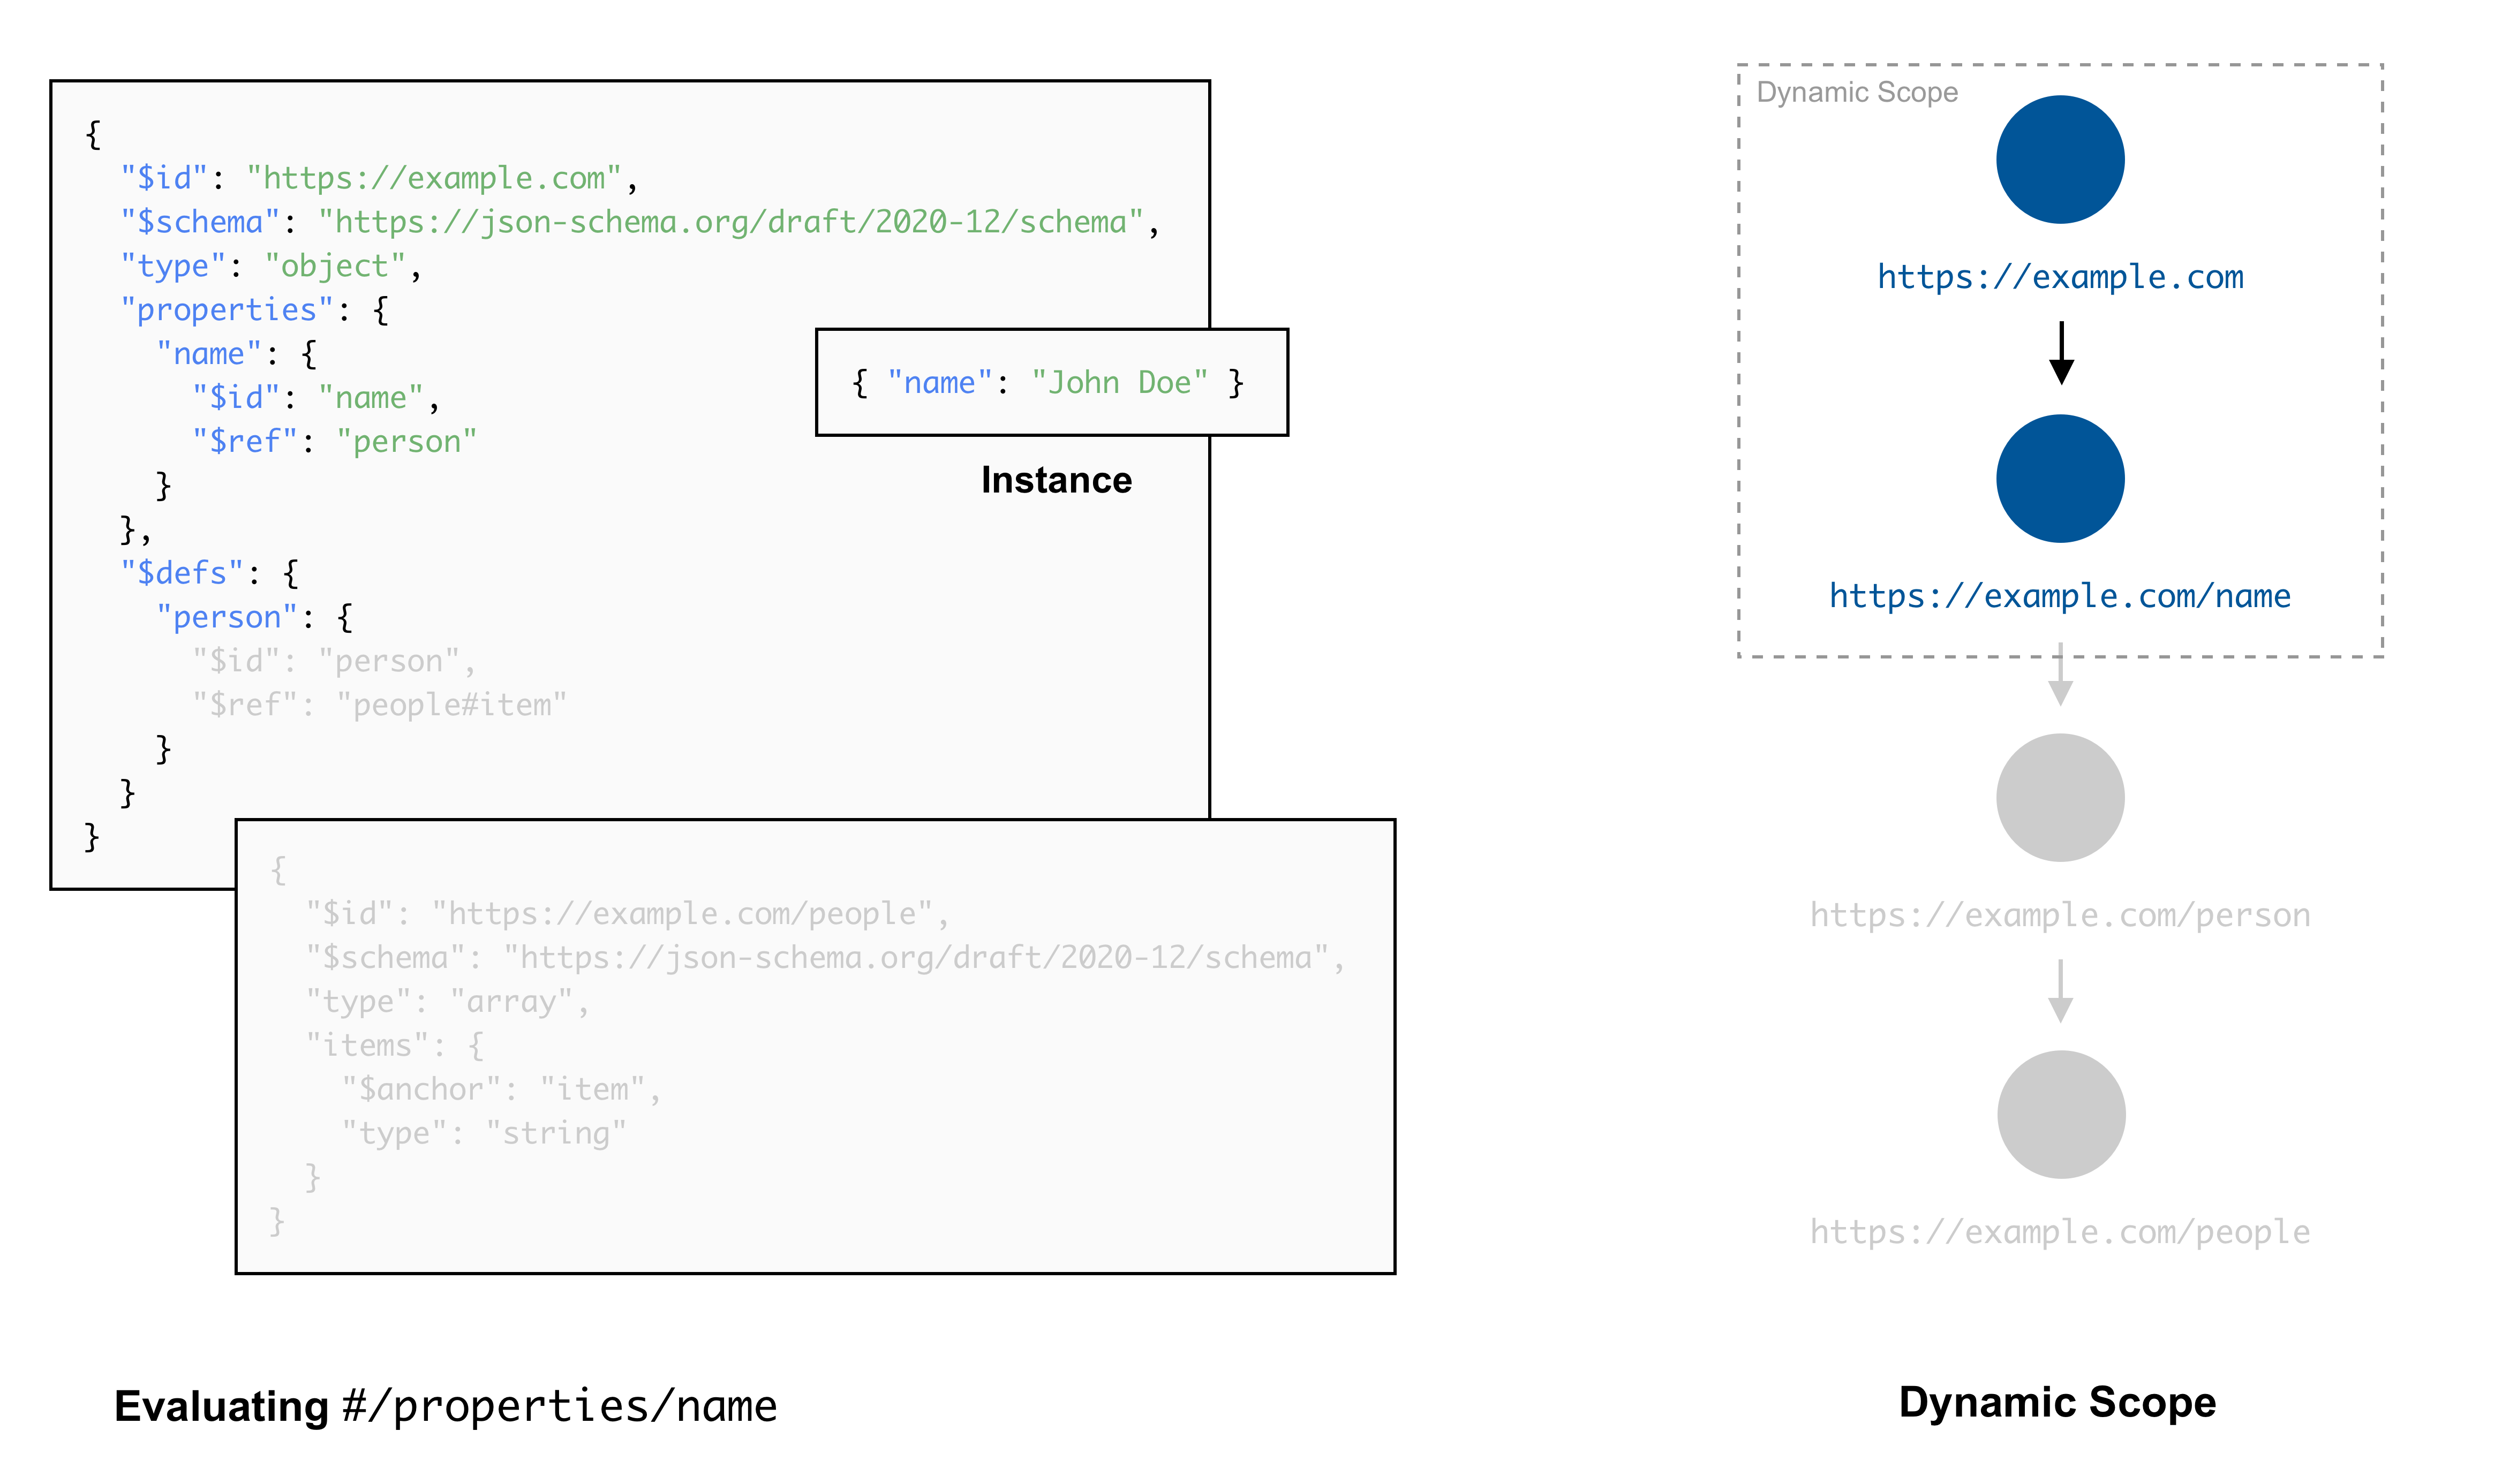 {
  "$id": "https://example.com",
  "$schema": "https://json-schema.org/draft/2020-12/schema",
  "type": "object",
  "properties": {
    "name": {
      "$id": "name",
      "$ref": "person"
    }
  },
  "$defs": {
    "person": {
      "$id": "person",
      "$ref": "people#item"
    }
  }
}
{ "name": "John Doe" }
Instance
{
  "$id": "https://example.com/people",
  "$schema": "https://json-schema.org/draft/2020-12/schema",
  "type": "array",
  "items": {
    "$anchor": "item",
    "type": "string"
  }
}
Evaluating #/properties/name
Dynamic Scope
https://example.com
https://example.com/name
https://example.com/person
https://example.com/people
Dynamic Scope